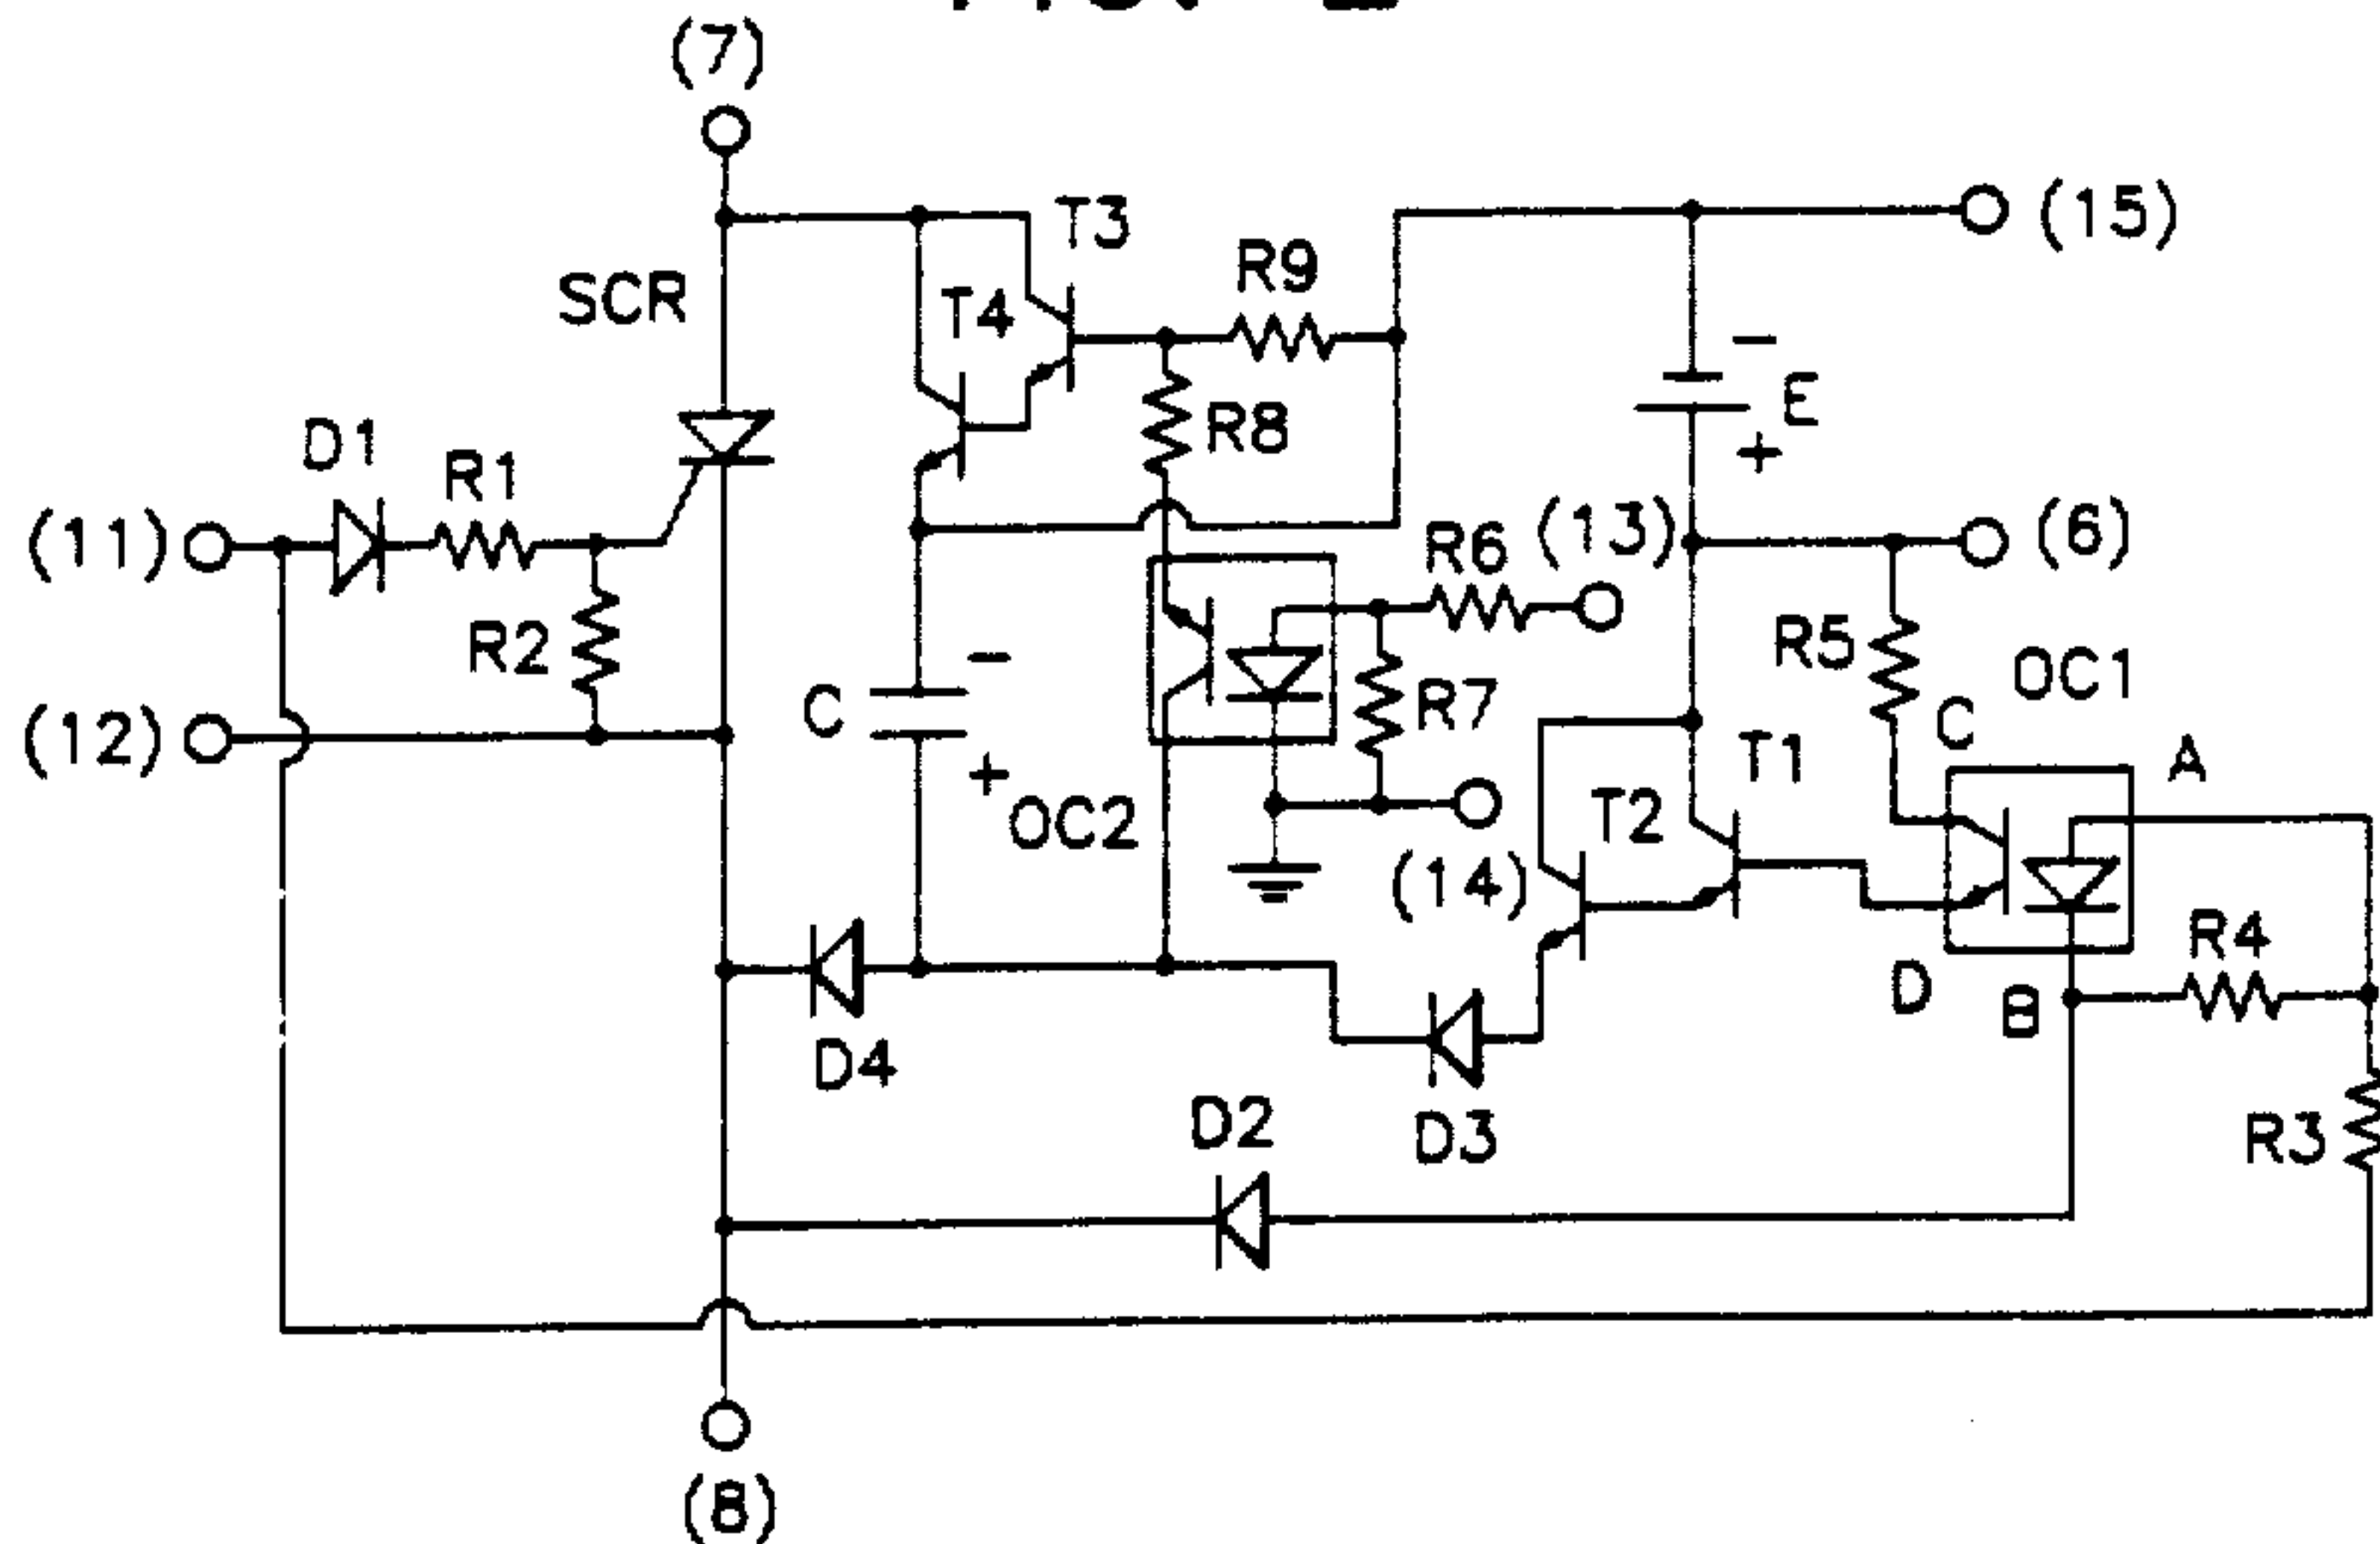 (7)
T3
(15)
R9
SCR
T4
−
E
R8
+
D1
R1
(11)
(13)
(6)
R6
R2
R5
OC1
−
C
R7
C
(12)
T1
A
+
OC2
T2
(14)
R4
D
B
D4
D2
D3
R3
(8)